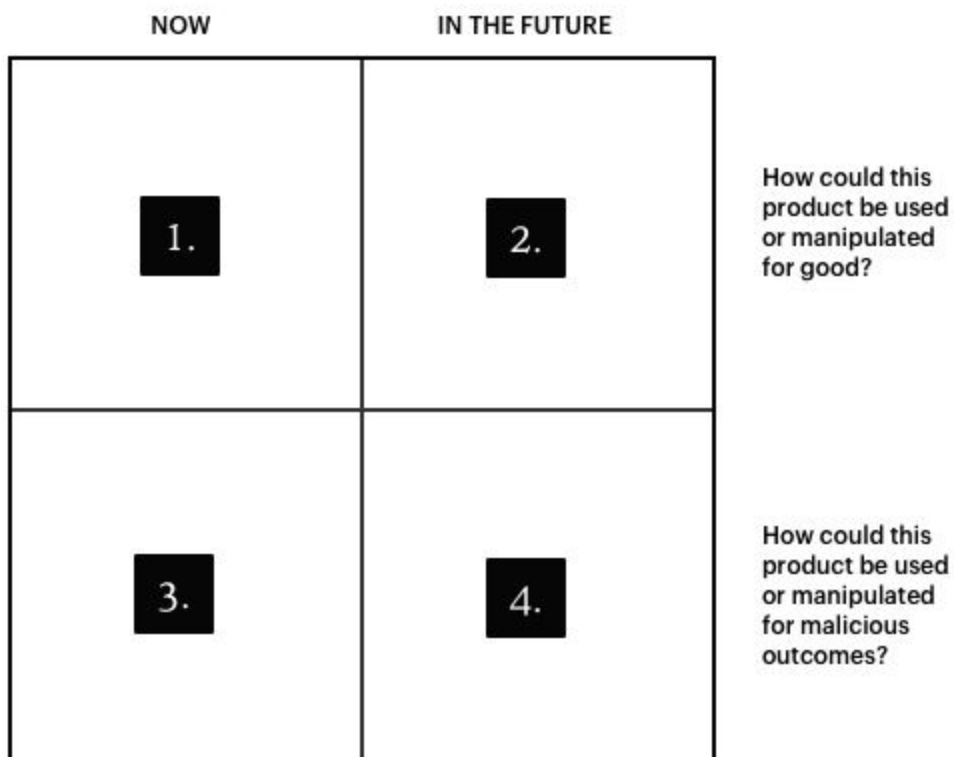 NOW
IN THE FUTURE
1.
2.
How could this
product be used
or manipulated
for good?
3.
4.
How could this
product be used
or manipulated
for malicious
outcomes?